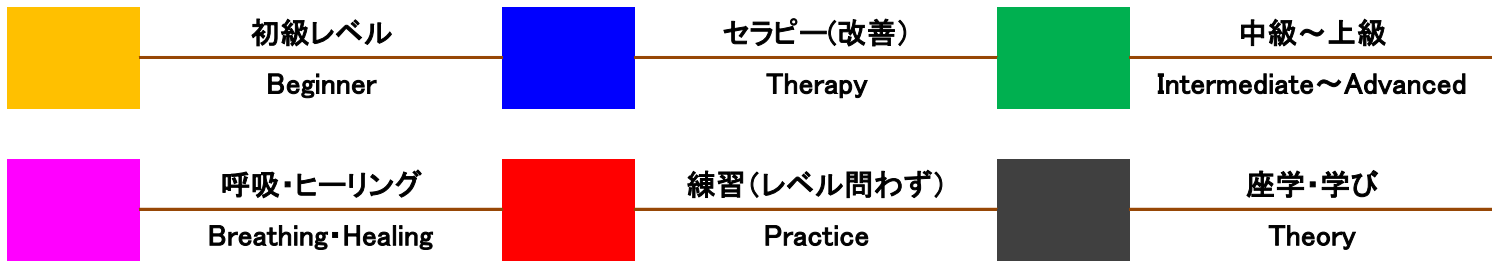 初級レベル
Beginner
セラピー(改善)
Therapy
中級～上級
Intermediate～Advanced
呼吸・ヒーリング
Breathing・Healing
練習(レベル問わず)
Practice
座学・学び
Theory